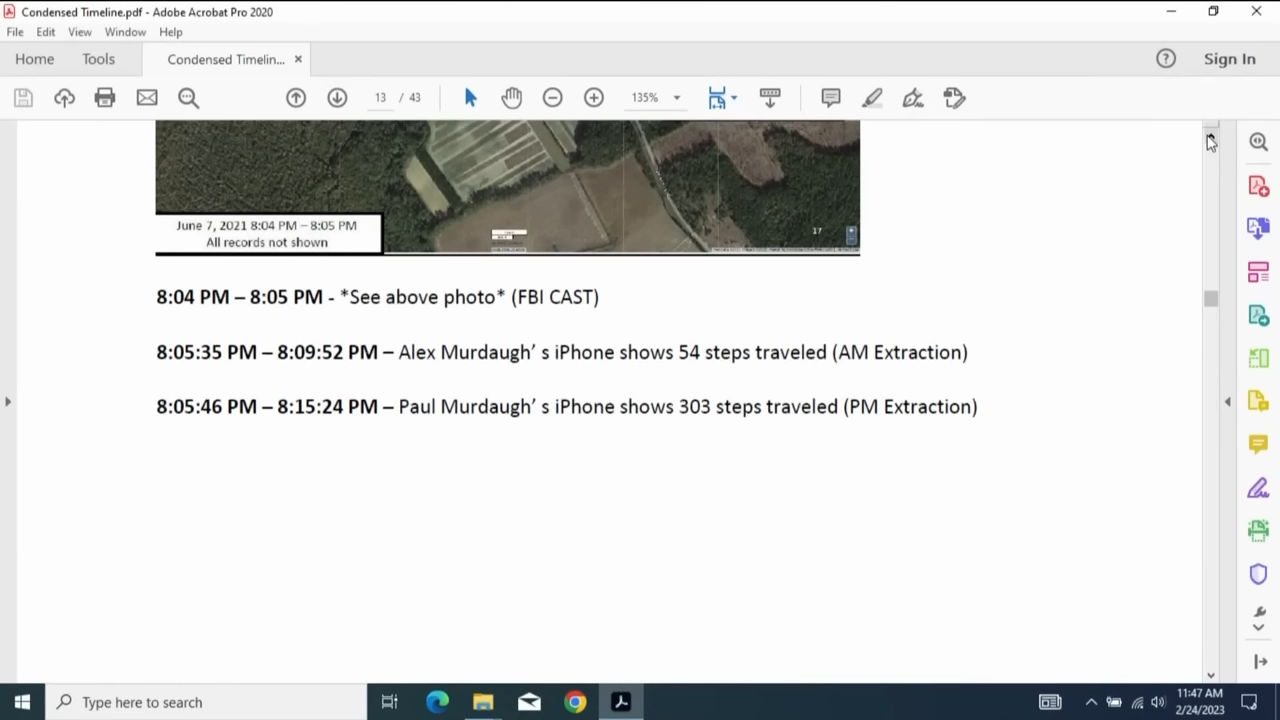 Condensed Timeline.pdf - Adobe Acrobat Pro 2020
File Edit View Window Help
Home Tools Condensed Timelin... × ? Sign In
13 / 43 135%
June 7, 2021 8:04 PM – 8:05 PM
All records not shown
17
8:04 PM – 8:05 PM - *See above photo* (FBI CAST)
8:05:35 PM – 8:09:52 PM – Alex Murdaugh’ s iPhone shows 54 steps traveled (AM Extraction)
8:05:46 PM – 8:15:24 PM – Paul Murdaugh’ s iPhone shows 303 steps traveled (PM Extraction)
Type here to search
11:47 AM
2/24/2023